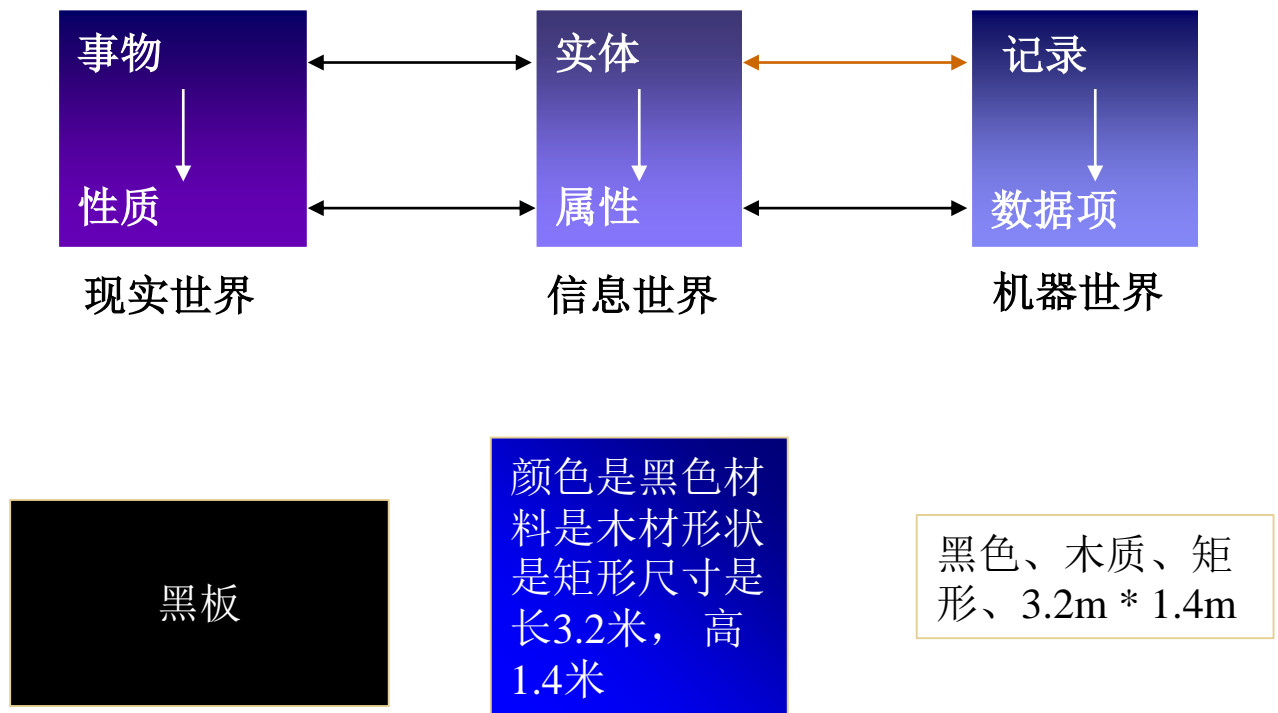 事物
实体
记录
性质
属性
数据项
现实世界
信息世界
机器世界
黑板
颜色是黑色材
料是木材形状
是矩形尺寸是
长3.2米， 高
1.4米
黑色、木质、矩
形、3.2m * 1.4m